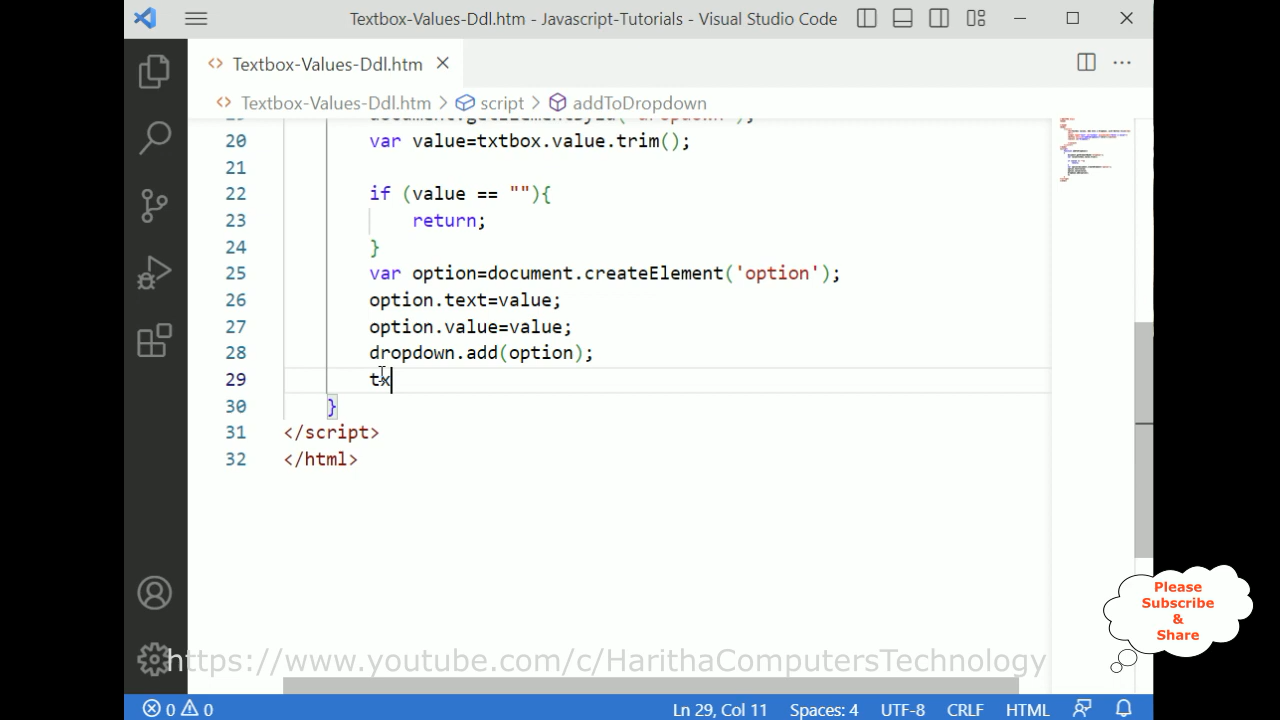 Textbox-Values-Ddl.htm - Javascript-Tutorials - Visual Studio Code
Textbox-Values-Ddl.htm
Textbox-Values-Ddl.htm > script > addToDropdown
20 var value=txtbox.value.trim();
21
22 if (value == ""){
23 return;
24 }
25 var option=document.createElement('option');
26 option.text=value;
27 option.value=value;
28 dropdown.add(option);
29 tx
30 }
31 </script>
32 </html>
Please
Subscribe
&
Share
https://www.youtube.com/c/HarithaComputersTechnology
0 0 Ln 29, Col 11 Spaces: 4 UTF-8 CRLF HTML